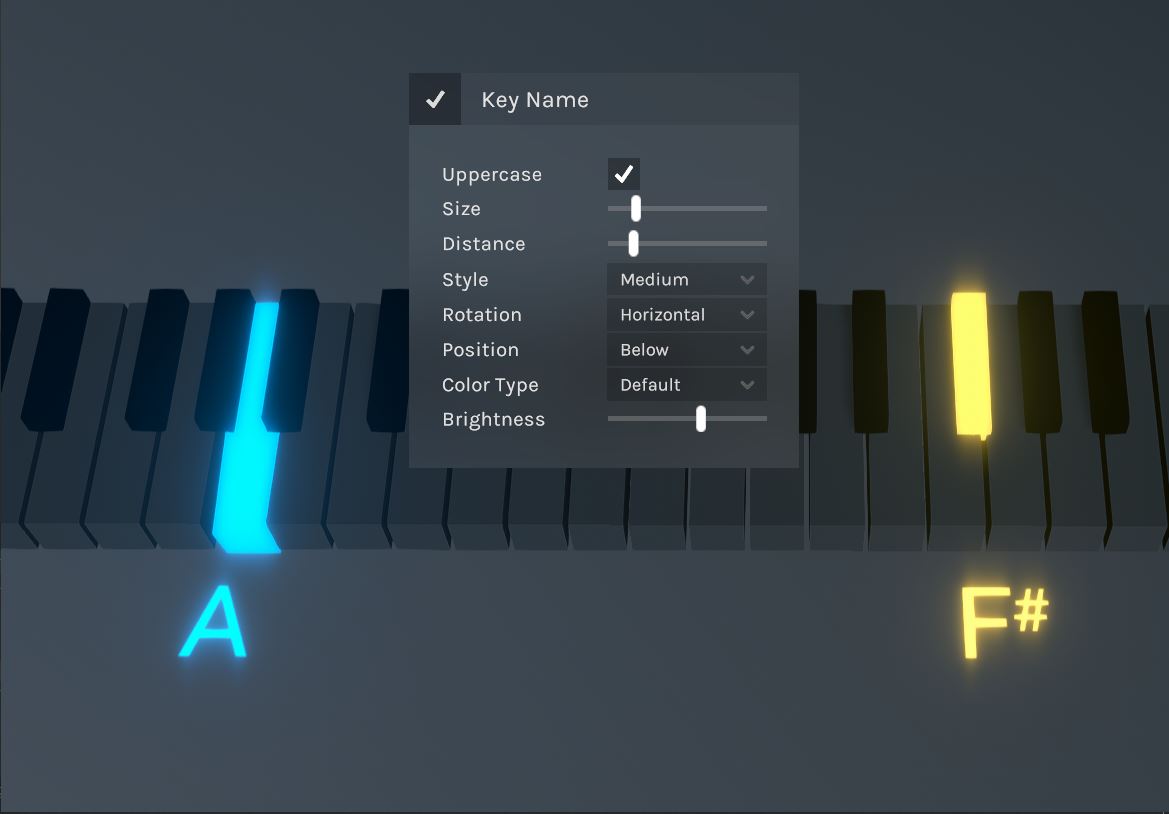 Key Name
Uppercase
Size
Distance
Style Medium
Rotation Horizontal
Position Below
Color Type Default
Brightness
A F#